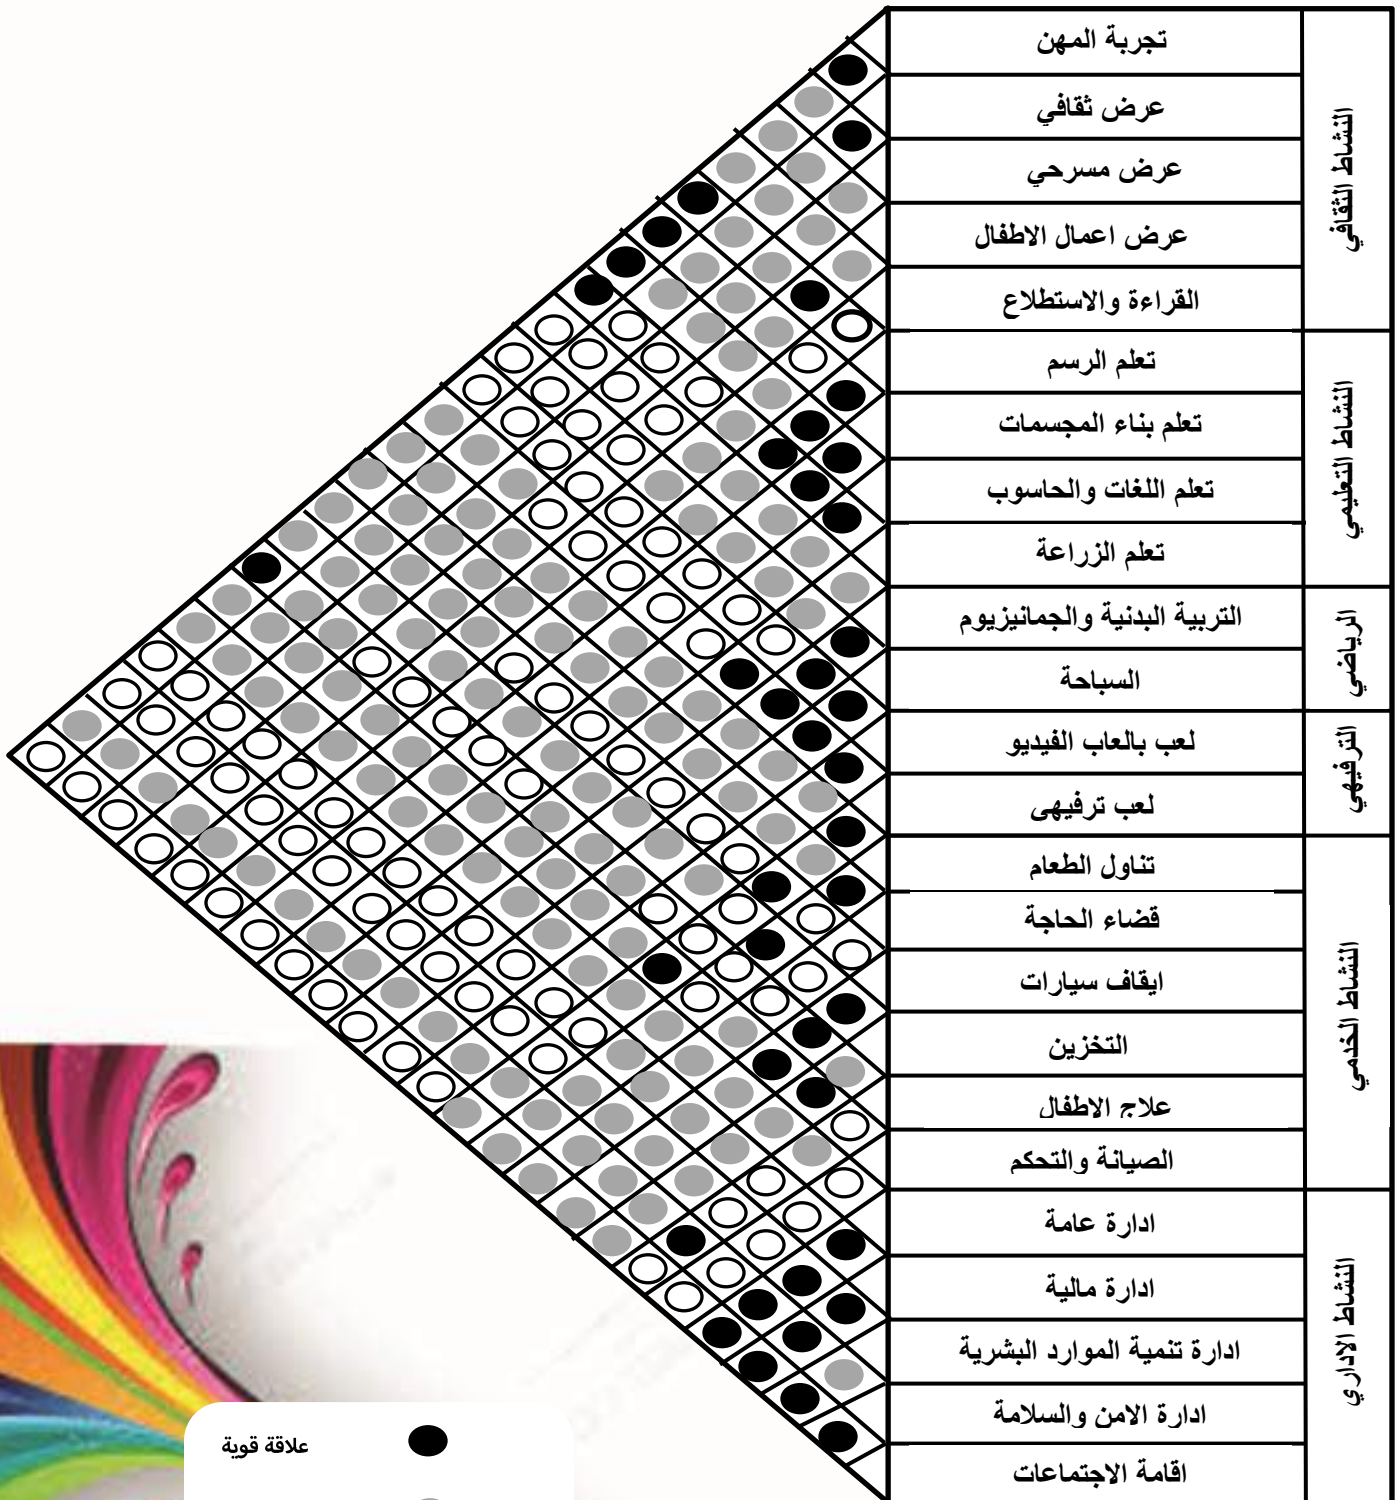 النشاط الثقافي
تجربة المهن
عرض ثقافي
عرض مسرحي
عرض اعمال الاطفال
القراءة والاستطلاع
النشاط التعليمي
تعلم الرسم
تعلم بناء المجسمات
تعلم اللغات والحاسوب
تعلم الزراعة
الرياضي
التربية البدنية والجمانيزيوم
السباحة
الترفيهي
لعب بالعاب الفيديو
لعب ترفيهى
النشاط الخدمي
تناول الطعام
قضاء الحاجة
ايقاف سيارات
التخزين
علاج الاطفال
الصيانة والتحكم
النشاط الاداري
ادارة عامة
ادارة مالية
ادارة تنمية الموارد البشرية
ادارة الامن والسلامة
اقامة الاجتماعات
علاقة قوية